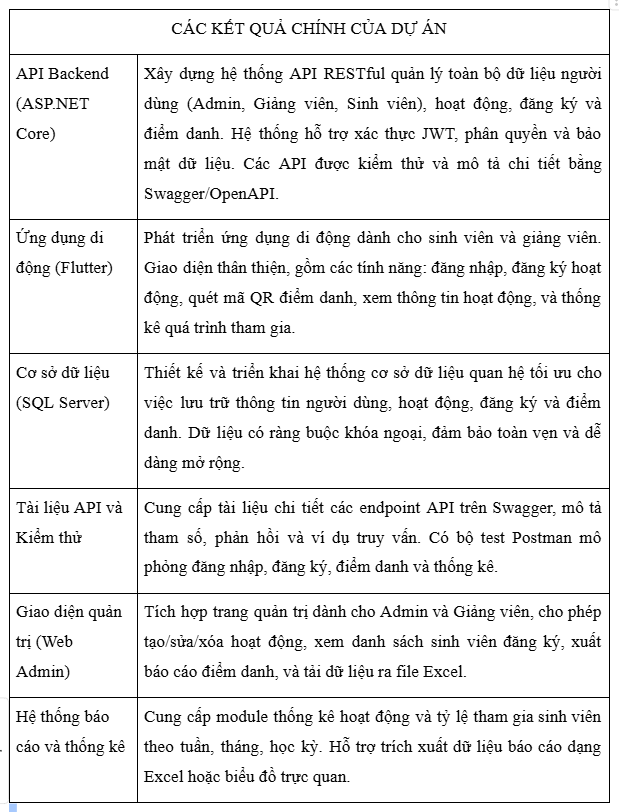 CÁC KẾT QUẢ CHÍNH CỦA DỰ ÁN
API Backend
(ASP.NET
Core)
Xây dựng hệ thống API RESTful quản lý toàn bộ dữ liệu người
dùng (Admin, Giảng viên, Sinh viên), hoạt động, đăng ký và
điểm danh. Hệ thống hỗ trợ xác thực JWT, phân quyền và bảo
mật dữ liệu. Các API được kiểm thử và mô tả chi tiết bằng
Swagger/OpenAPI.
Ứng dụng di
động (Flutter)
Phát triển ứng dụng di động dành cho sinh viên và giảng viên.
Giao diện thân thiện, gồm các tính năng: đăng nhập, đăng ký hoạt
động, quét mã QR điểm danh, xem thông tin hoạt động, và thống
kê quá trình tham gia.
Cơ sở dữ liệu
(SQL Server)
Thiết kế và triển khai hệ thống cơ sở dữ liệu quan hệ tối ưu cho
việc lưu trữ thông tin người dùng, hoạt động, đăng ký và điểm
danh. Dữ liệu có ràng buộc khóa ngoại, đảm bảo toàn vẹn và dễ
dàng mở rộng.
Tài liệu API và
Kiểm thử
Cung cấp tài liệu chi tiết các endpoint API trên Swagger, mô tả
tham số, phản hồi và ví dụ truy vấn. Có bộ test Postman mô
phỏng đăng nhập, đăng ký, điểm danh và thống kê.
Giao diện quản
trị (Web
Admin)
Tích hợp trang quản trị dành cho Admin và Giảng viên, cho phép
tạo/sửa/xóa hoạt động, xem danh sách sinh viên đăng ký, xuất
báo cáo điểm danh, và tải dữ liệu ra file Excel.
Hệ thống báo
cáo và thống kê
Cung cấp module thống kê hoạt động và tỷ lệ tham gia sinh viên
theo tuần, tháng, học kỳ. Hỗ trợ trích xuất dữ liệu báo cáo dạng
Excel hoặc biểu đồ trực quan.